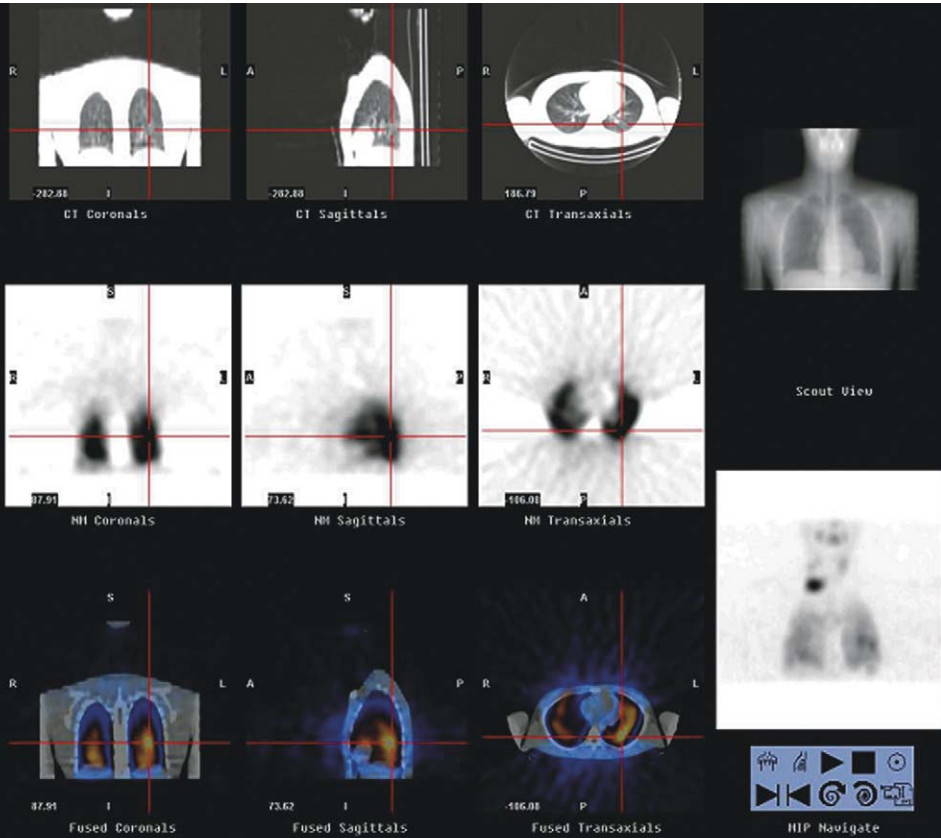 R L A P R L
-282.88 I -282.88 I 186.79 P
CT Coronals CT Sagittals CT Transaxials
S S A
R L A P R L
Scout View
87.91 I 73.62 I -106.08 P
NM Coronals NM Sagittals NM Transaxials
S S A
R L A P R L
87.91 I 73.62 I -106.08 P
Fused Coronals Fused Sagittals Fused Transaxials MIP Navigate